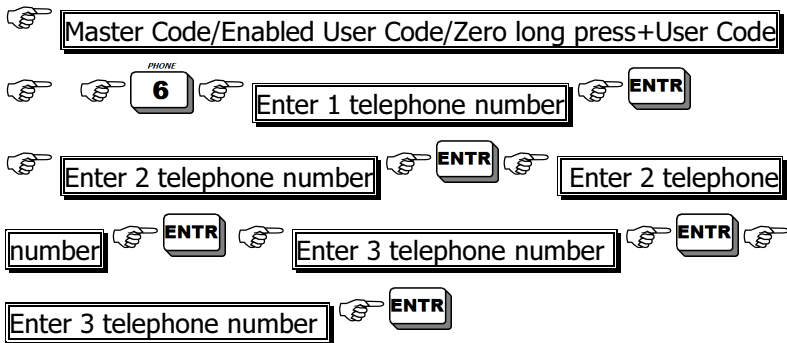 Master Code/Enabled User Code/Zero long press+User Code
PHONE
6 Enter 1 telephone number ENTR
Enter 2 telephone number ENTR Enter 2 telephone
number ENTR Enter 3 telephone number ENTR
Enter 3 telephone number ENTR